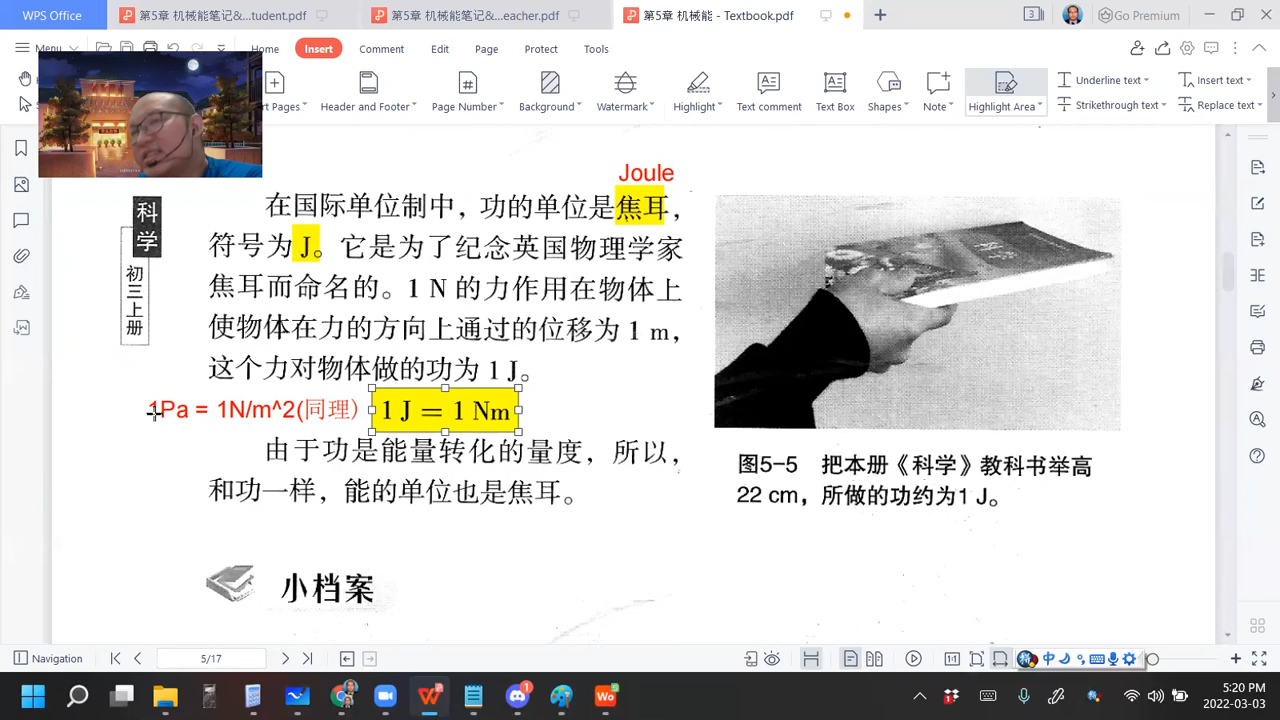 WPS Office
第5章 机械能笔记(...
第5章 机械能笔记...eacher.pdf
第5章 机械能 - Textbook.pdf
3
Go Premium
Menu
Home
Insert
Comment
Edit
Page
Protect
Tools
rt Pages
Header and Footer
Page Number
Background
Watermark
Highlight
Text comment
Text Box
Shapes
Note
Highlight Area
Underline text
Strikethrough text
Insert text
Replace text
Joule
科学
初三上册
在国际单位制中，功的单位是焦耳，
符号为 J。它是为了纪念英国物理学家
焦耳而命名的。1 N 的力作用在物体上
使物体在力的方向上通过的位移为 1 m，
这个力对物体做的功为 1 J。
1Pa = 1N/m^2(同理)
1 J = 1 Nm
由于功是能量转化的量度，所以，
和功一样，能的单位也是焦耳。
图5-5 把本册《科学》教科书举高
22 cm，所做的功约为1 J。
小档案
Navigation
5/17
中
5:20 PM
2022-03-03